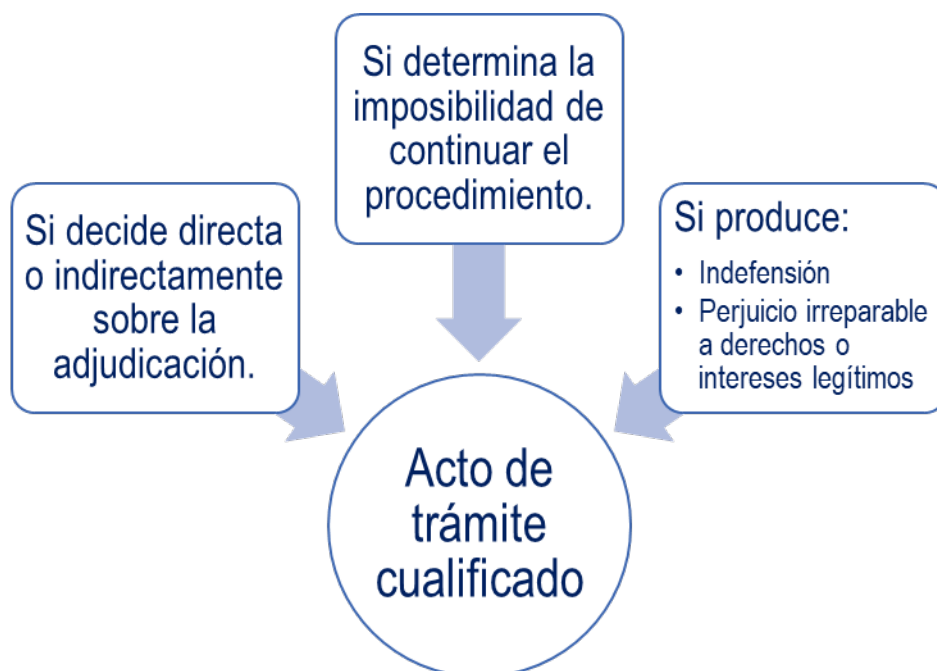 Si determina la
imposibilidad de
continuar el
procedimiento.
Si decide directa
o indirectamente
sobre la
adjudicación.
Si produce:
• Indefensión
• Perjuicio irreparable
a derechos o
intereses legítimos
Acto de
trámite
cualificado